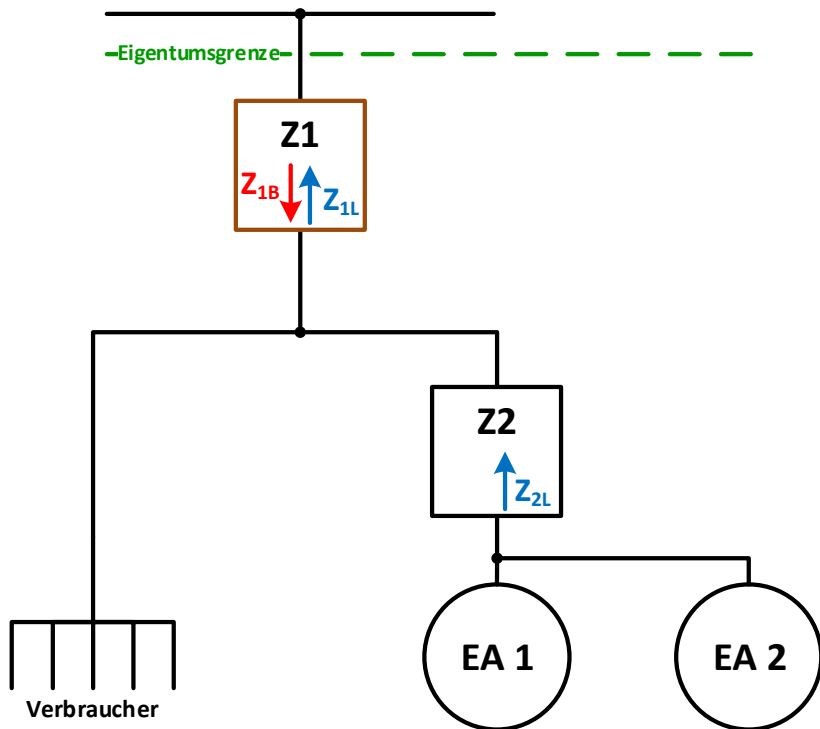 Eigentumsgrenze
Z1
Z1B
Z1L
Z2
Z2L
EA 1
EA 2
Verbraucher